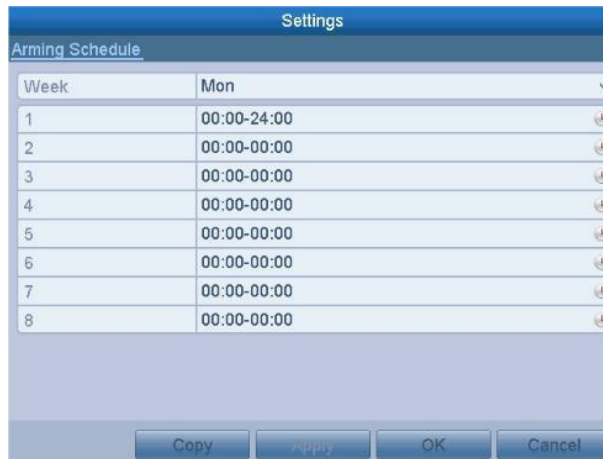 Settings
Arming Schedule
Week Mon
1 00:00-24:00
2 00:00-00:00
3 00:00-00:00
4 00:00-00:00
5 00:00-00:00
6 00:00-00:00
7 00:00-00:00
8 00:00-00:00
Copy Apply OK Cancel